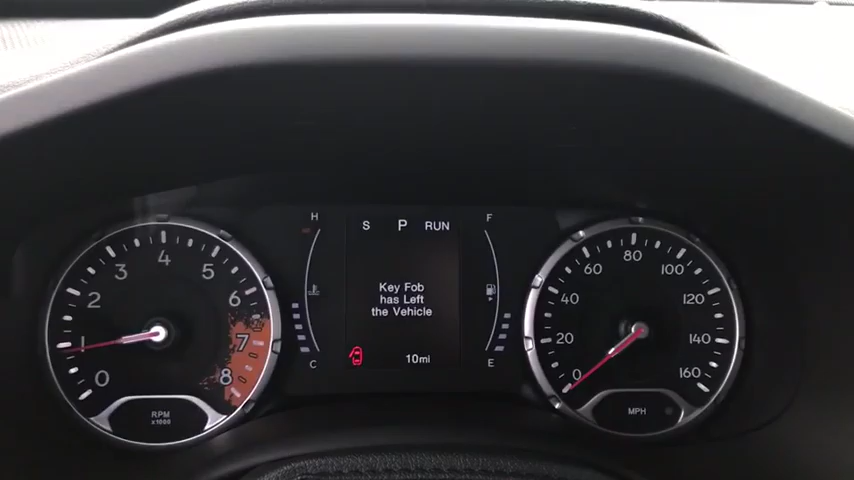 H
S P RUN
F
4
3 5
2 6
1 7
0 8
RPM
x1000
C
Key Fob
has Left
the Vehicle
10mi
E
80
60 100
40 120
20 140
0 160
MPH